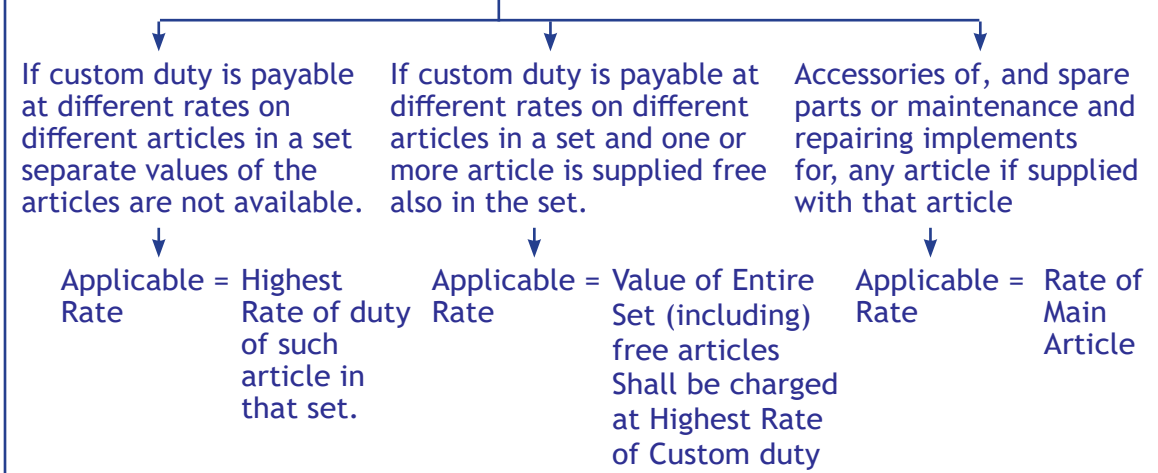 If custom duty is payable
at different rates on
different articles in a set
separate values of the
articles are not available.
Applicable = Highest
Rate Rate of duty
of such
article in
that set.
If custom duty is payable at
different rates on different
articles in a set and one or
more article is supplied free
also in the set.
Applicable = Value of Entire
Rate Set (including)
free articles
Shall be charged
at Highest Rate
of Custom duty
Accessories of, and spare
parts or maintenance and
repairing implements
for, any article if supplied
with that article
Applicable = Rate of
Rate Main
Article